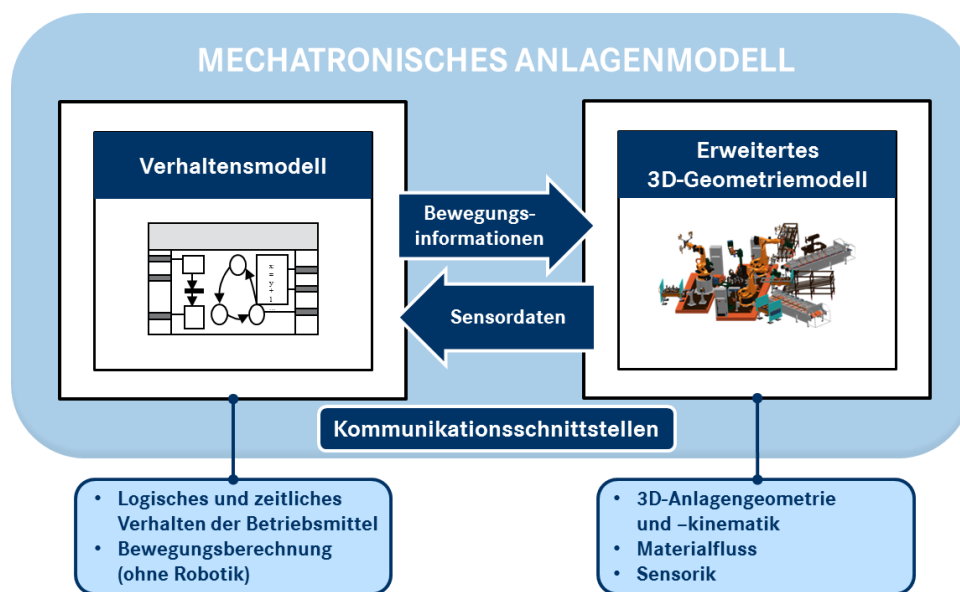 MECHATRONISCHES ANLAGENMODELL
Verhaltensmodell
x
=
y
+
1
...
Bewegungs-
informationen
Sensordaten
Erweitertes
3D-Geometriemodell
Kommunikationsschnittstellen
• Logisches und zeitliches
Verhalten der Betriebsmittel
• Bewegungsberechnung
(ohne Robotik)
• 3D-Anlagengeometrie
und –kinematik
• Materialfluss
• Sensorik